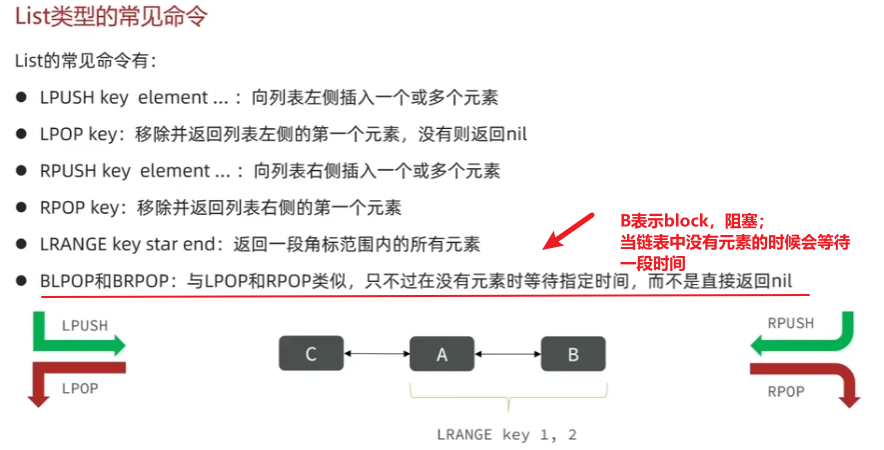 List类型的常见命令
List的常见命令有：
● LPUSH key element ... ：向列表左侧插入一个或多个元素
● LPOP key：移除并返回列表左侧的第一个元素，没有则返回nil
● RPUSH key element ... ：向列表右侧插入一个或多个元素
● RPOP key：移除并返回列表右侧的第一个元素
● LRANGE key star end：返回一段角标范围内的所有元素
B表示block，阻塞；
当链表中没有元素的时候会等待
一段时间
● BLPOP和BRPOP：与LPOP和RPOP类似，只不过在没有元素时等待指定时间，而不是直接返回nil
LPUSH
RPUSH
C
A
B
LPOP
RPOP
LRANGE key 1, 2